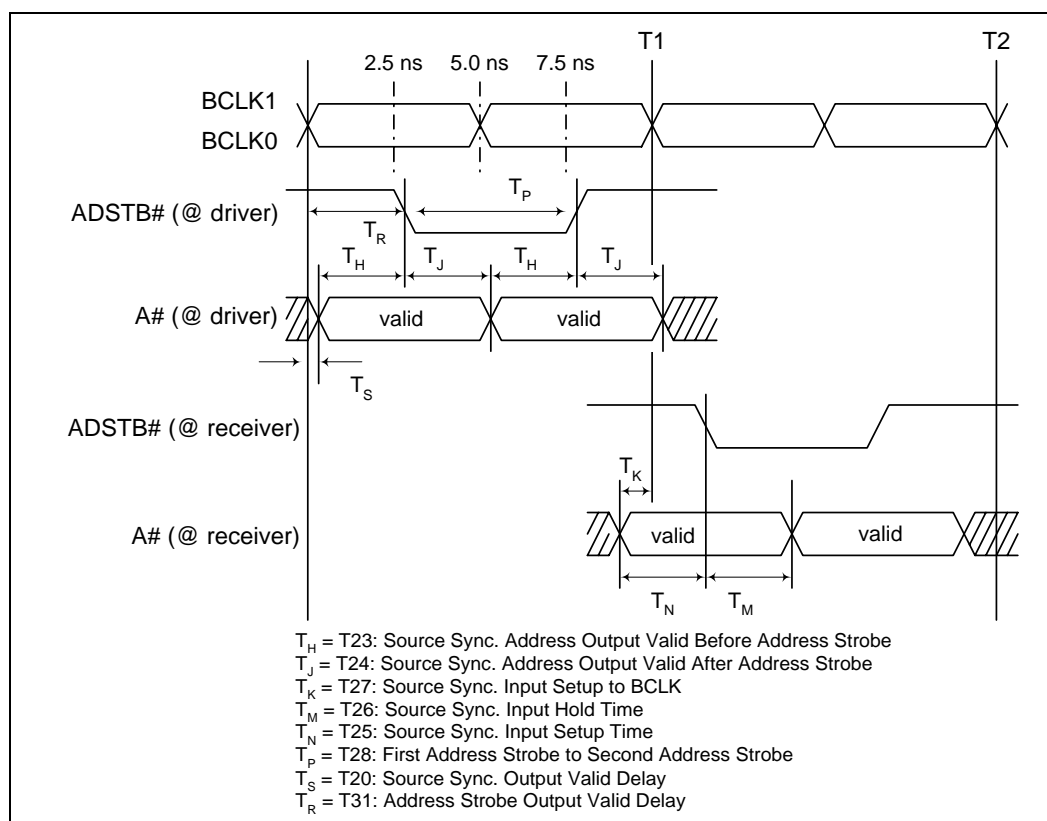 T1 T2
2.5 ns 5.0 ns 7.5 ns
BCLK1
BCLK0
T_P
ADSTB# (@ driver)
T_R
T_H T_J T_H T_J
A# (@ driver) valid valid
T_S
ADSTB# (@ receiver)
T_K
A# (@ receiver) valid valid
T_N T_M
T_H = T23: Source Sync. Address Output Valid Before Address Strobe
T_J = T24: Source Sync. Address Output Valid After Address Strobe
T_K = T27: Source Sync. Input Setup to BCLK
T_M = T26: Source Sync. Input Hold Time
T_N = T25: Source Sync. Input Setup Time
T_P = T28: First Address Strobe to Second Address Strobe
T_S = T20: Source Sync. Output Valid Delay
T_R = T31: Address Strobe Output Valid Delay